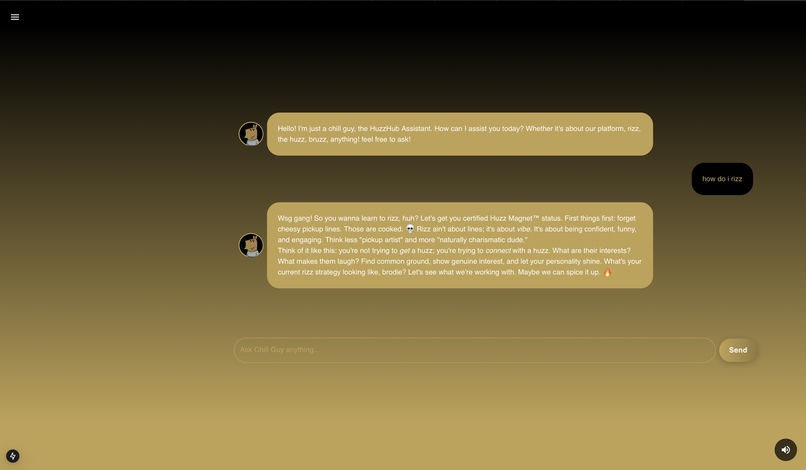 Hello! I'm just a chill guy, the HuzzHub Assistant. How can I assist you today? Whether it's about our platform, rizz,
the huzz, bruzz, anything! feel free to ask!
how do i rizz
Wsg gang! So you wanna learn to rizz, huh? Let's get you certified Huzz Magnet™ status. First things first: forget
cheesy pickup lines. Those are cooked. 💀 Rizz ain't about lines; it's about vibe. It's about being confident, funny,
and engaging. Think less "pickup artist" and more "naturally charismatic dude."
Think of it like this: you're not trying to get a huzz; you're trying to connect with a huzz. What are their interests?
What makes them laugh? Find common ground, show genuine interest, and let your personality shine. What's your
current rizz strategy looking like, brodie? Let's see what we're working with. Maybe we can spice it up. 🔥
Ask Chill Guy anything...
Send